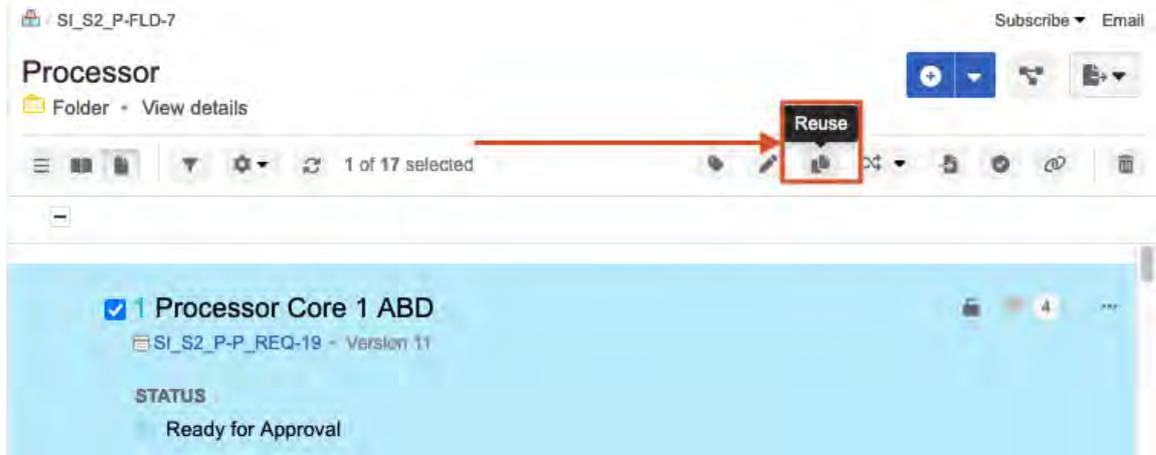 SI_S2_P-FLD-7
Subscribe Email
Processor
Folder • View details
Reuse
1 of 17 selected
1 Processor Core 1 ABD
4
SI_S2_P-P_REQ-19 - Version 11
STATUS
Ready for Approval